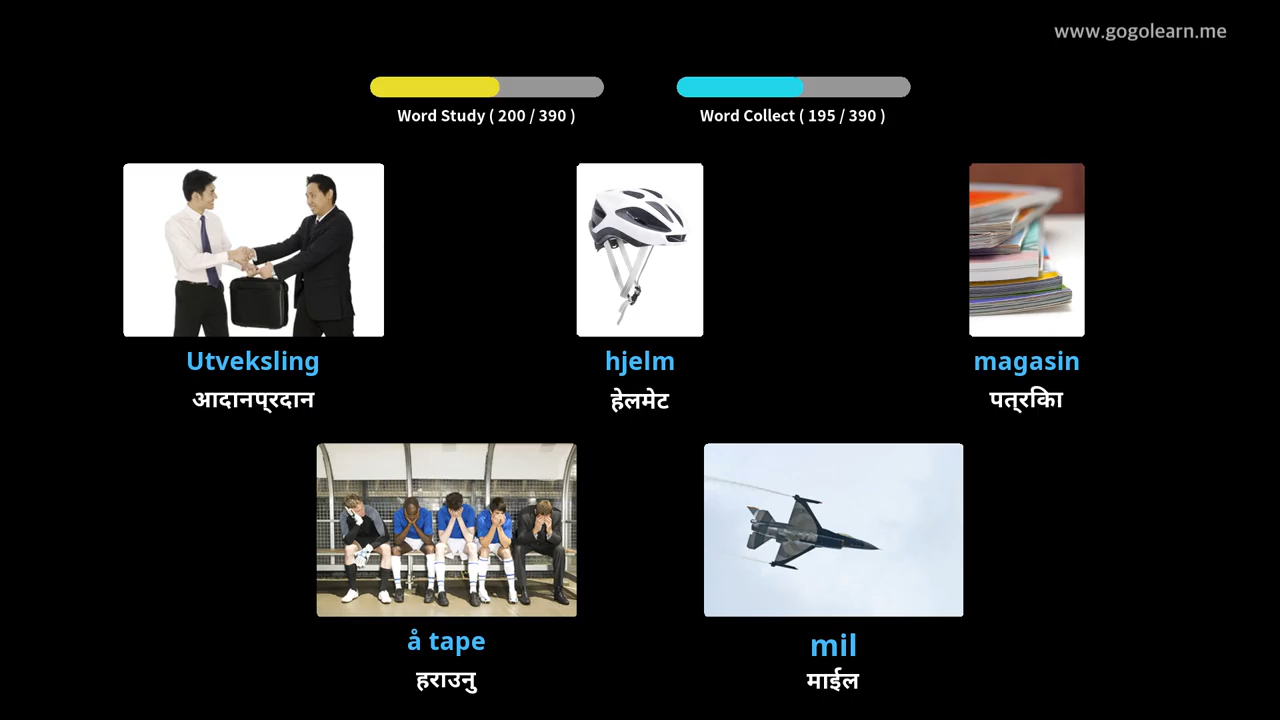 www.gogolearn.me
Word Study ( 200 / 390 )
Word Collect ( 195 / 390 )
Utveksling
hjelm
magasin
आदानप्रदान
हेलमेट
पत्रिका
å tape
mil
हराउनु
माईल